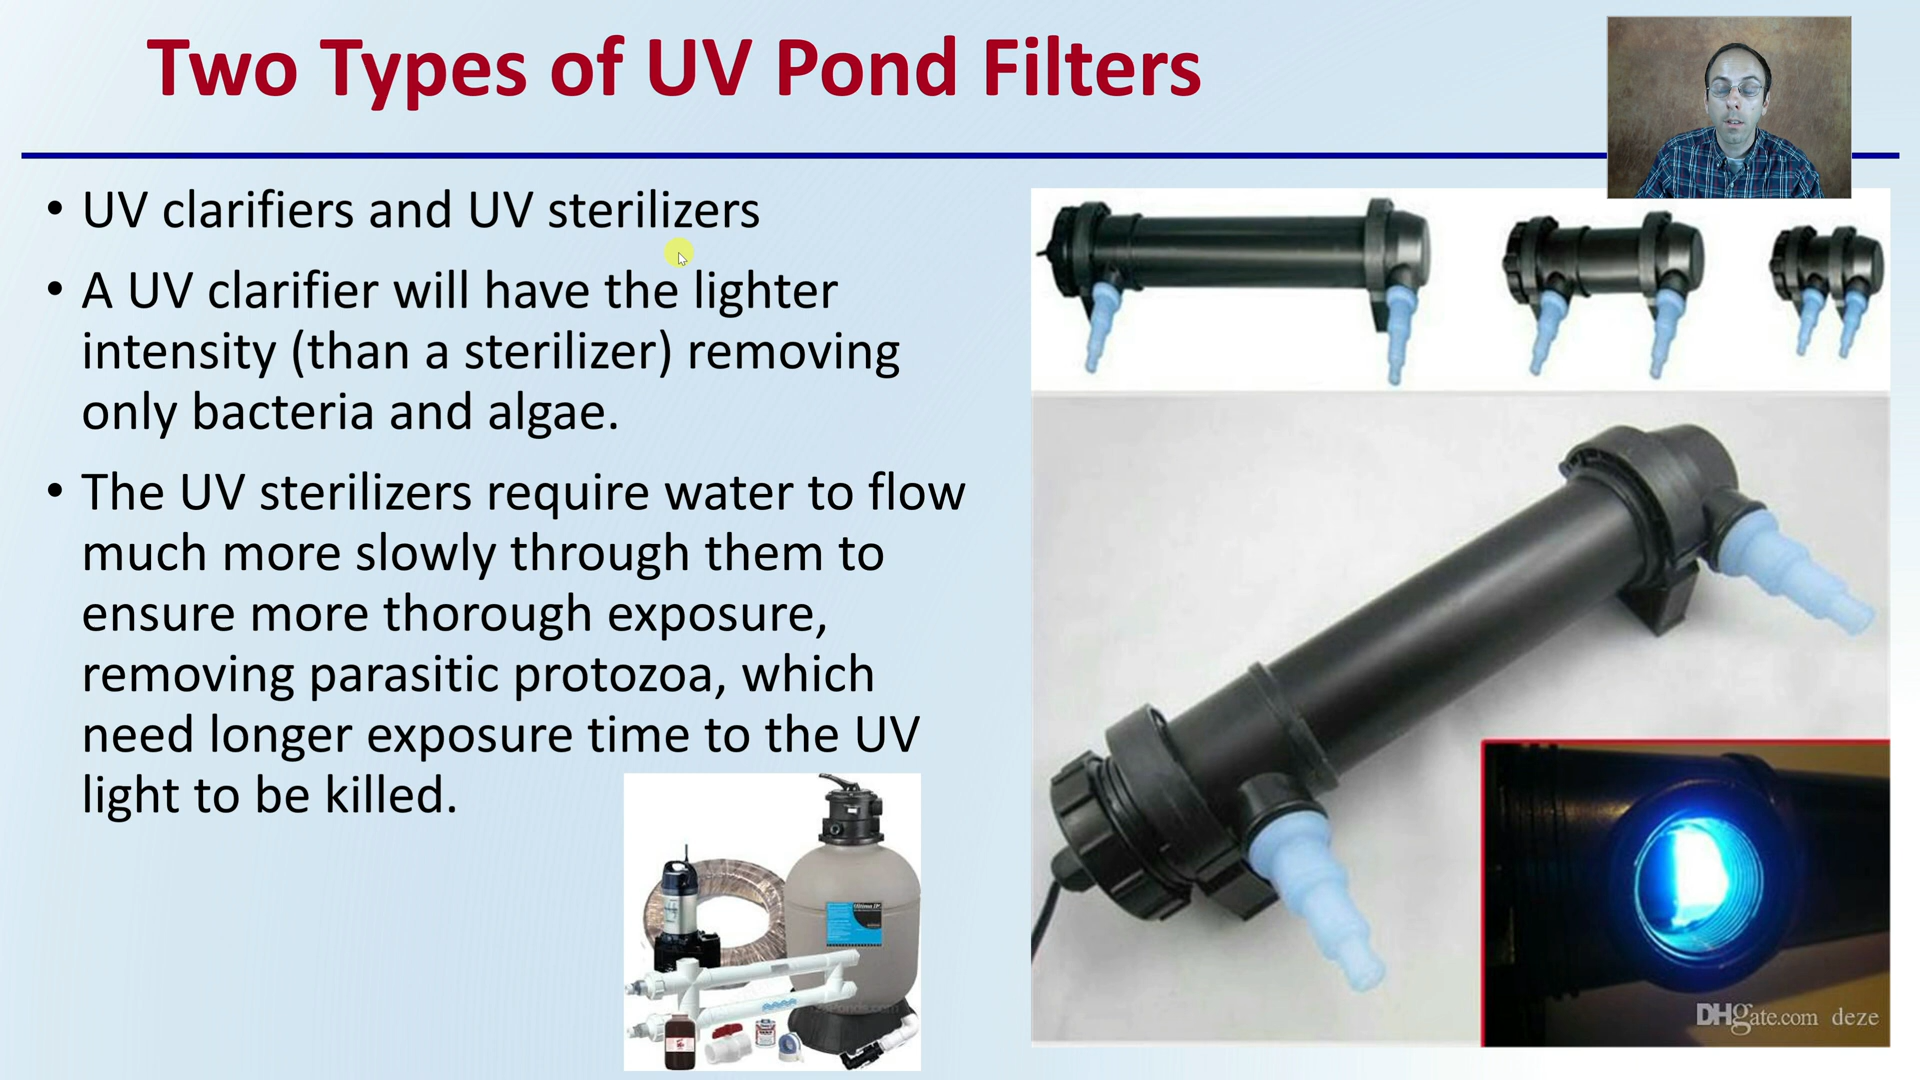 Two Types of UV Pond Filters
• UV clarifiers and UV sterilizers
• A UV clarifier will have the lighter
intensity (than a sterilizer) removing
only bacteria and algae.
• The UV sterilizers require water to flow
much more slowly through them to
ensure more thorough exposure,
removing parasitic protozoa, which
need longer exposure time to the UV
light to be killed.
DHgate.com deze